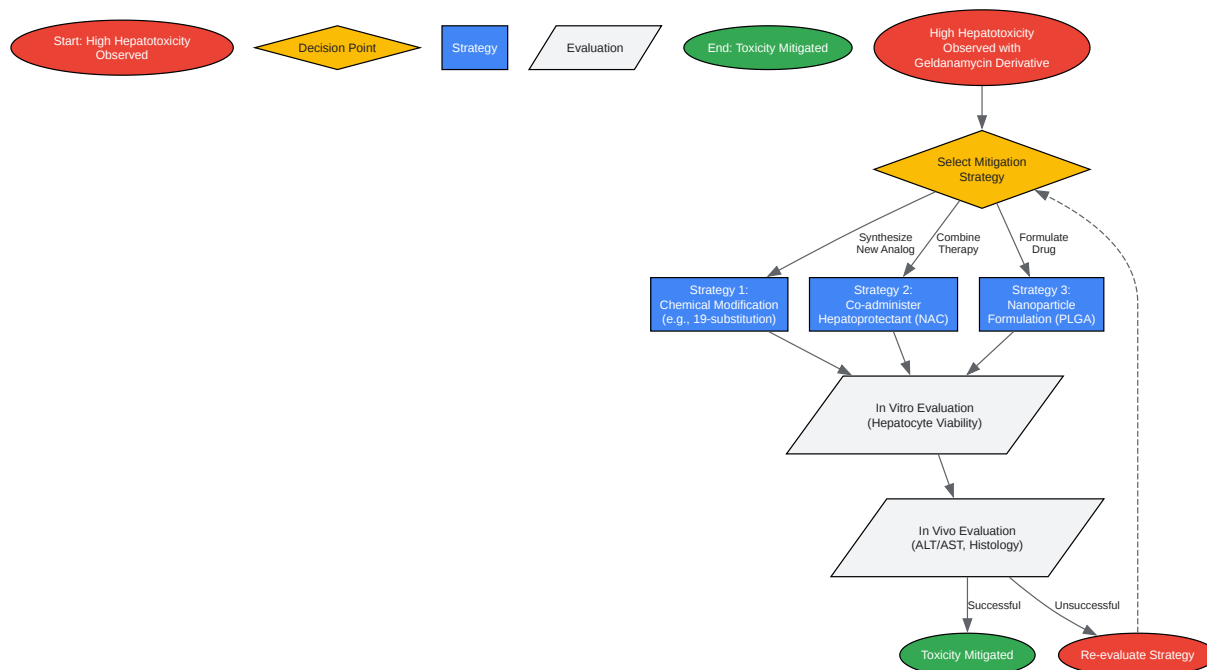 Start: High Hepatotoxicity
Observed
Decision Point
Strategy
Evaluation
End: Toxicity Mitigated
High Hepatotoxicity
Observed with
Geldanamycin Derivative
Select Mitigation
Strategy
Synthesize
New Analog
Combine
Therapy
Formulate
Drug
Strategy 1:
Chemical Modification
(e.g., 19-substitution)
Strategy 2:
Co-administer
Hepatoprotectant (NAC)
Strategy 3:
Nanoparticle
Formulation (PLGA)
In Vitro Evaluation
(Hepatocyte Viability)
In Vivo Evaluation
(ALT/AST, Histology)
Successful
Unsuccessful
Toxicity Mitigated
Re-evaluate Strategy